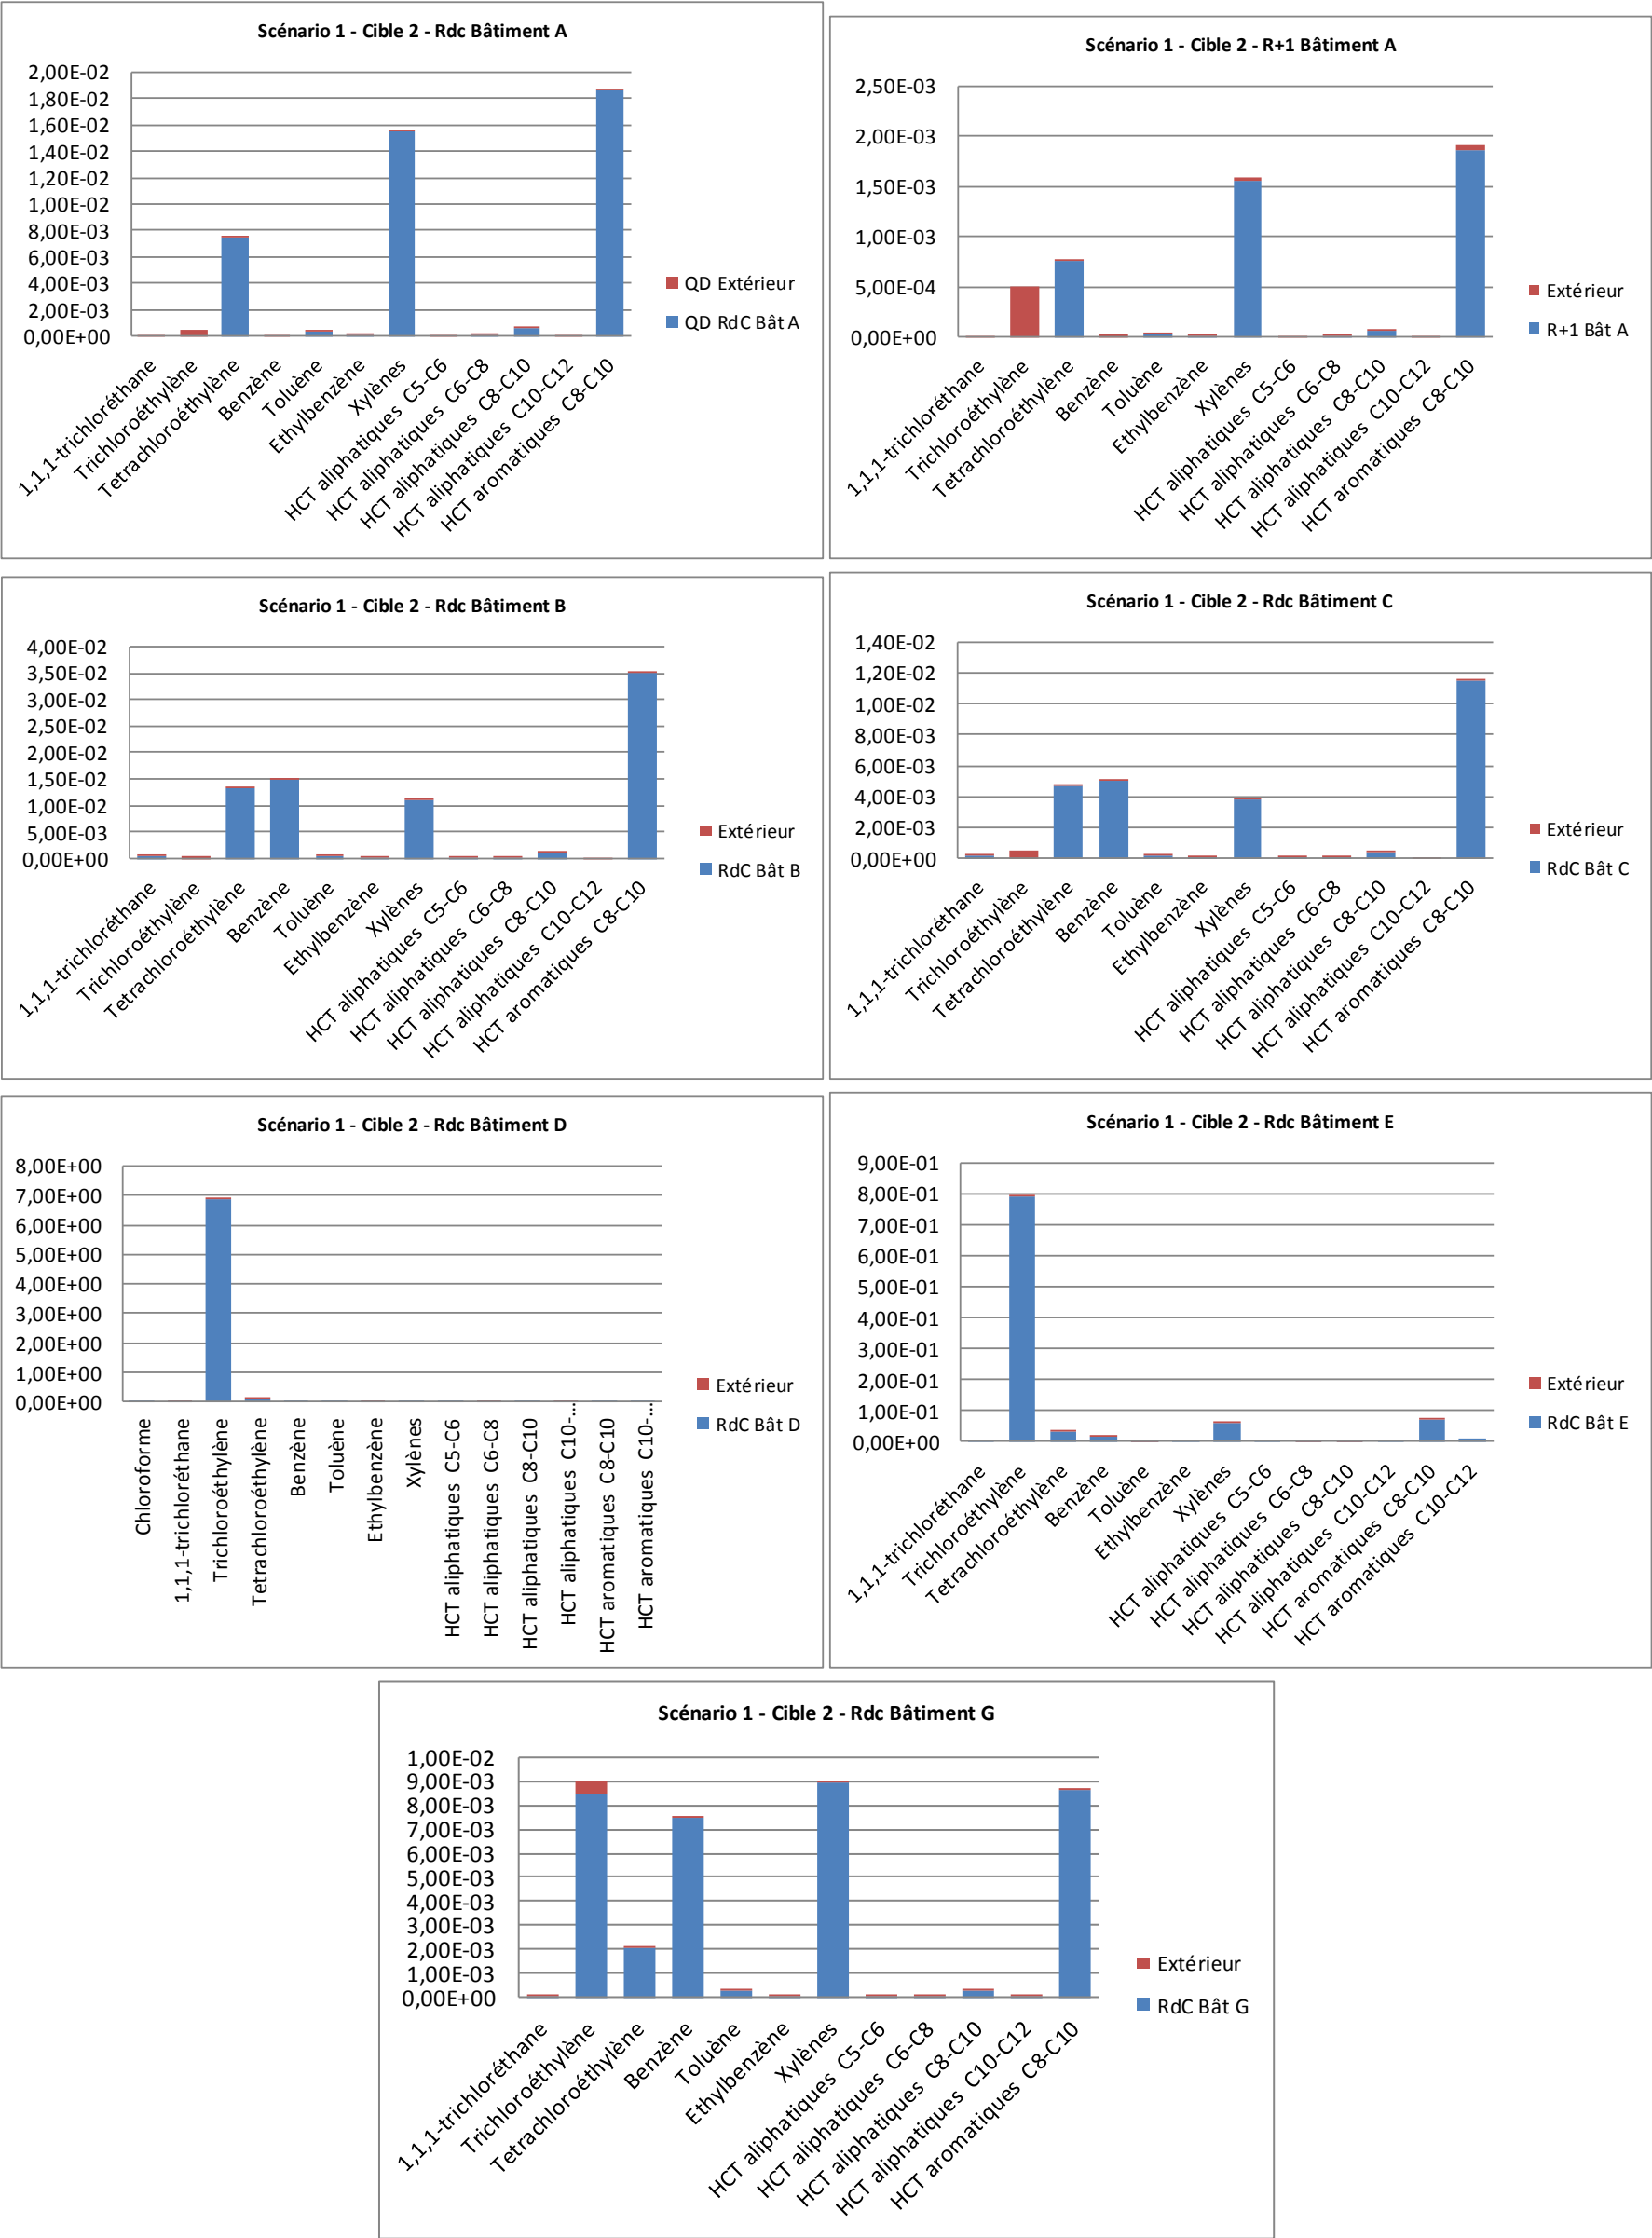 Scénario 1 - Cible 2 - Rdc Bâtiment A
2,00E-02
1,80E-02
1,60E-02
1,40E-02
1,20E-02
1,00E-02
8,00E-03
6,00E-03
4,00E-03
2,00E-03
0,00E+00
QD Extérieur
QD RdC Bât A
1,1,1-trichloréthane
Trichloroéthylène
Tetrachloroéthylène
Benzène
Toluène
Ethylbenzène
Xylènes
HCT aliphatiques C5-C6
HCT aliphatiques C6-C8
HCT aliphatiques C8-C10
HCT aliphatiques C10-C12
HCT aromatiques C8-C10
Scénario 1 - Cible 2 - R+1 Bâtiment A
2,50E-03
2,00E-03
1,50E-03
1,00E-03
5,00E-04
0,00E+00
Extérieur
R+1 Bât A
1,1,1-trichloréthane
Trichloroéthylène
Tetrachloroéthylène
Benzène
Toluène
Ethylbenzène
Xylènes
HCT aliphatiques C5-C6
HCT aliphatiques C6-C8
HCT aliphatiques C8-C10
HCT aliphatiques C10-C12
HCT aromatiques C8-C10
Scénario 1 - Cible 2 - Rdc Bâtiment B
4,00E-02
3,50E-02
3,00E-02
2,50E-02
2,00E-02
1,50E-02
1,00E-02
5,00E-03
0,00E+00
Extérieur
RdC Bât B
1,1,1-trichloréthane
Trichloroéthylène
Tetrachloroéthylène
Benzène
Toluène
Ethylbenzène
Xylènes
HCT aliphatiques C5-C6
HCT aliphatiques C6-C8
HCT aliphatiques C8-C10
HCT aliphatiques C10-C12
HCT aromatiques C8-C10
Scénario 1 - Cible 2 - Rdc Bâtiment C
1,40E-02
1,20E-02
1,00E-02
8,00E-03
6,00E-03
4,00E-03
2,00E-03
0,00E+00
Extérieur
RdC Bât C
1,1,1-trichloréthane
Trichloroéthylène
Tetrachloroéthylène
Benzène
Toluène
Ethylbenzène
Xylènes
HCT aliphatiques C5-C6
HCT aliphatiques C6-C8
HCT aliphatiques C8-C10
HCT aliphatiques C10-C12
HCT aromatiques C8-C10
Scénario 1 - Cible 2 - Rdc Bâtiment D
8,00E+00
7,00E+00
6,00E+00
5,00E+00
4,00E+00
3,00E+00
2,00E+00
1,00E+00
0,00E+00
Extérieur
RdC Bât D
Chloroforme
1,1,1-trichloréthane
Trichloroéthylène
Tetrachloroéthylène
Benzène
Toluène
Ethylbenzène
Xylènes
HCT aliphatiques C5-C6
HCT aliphatiques C6-C8
HCT aliphatiques C8-C10
HCT aliphatiques C10-…
HCT aromatiques C8-C10
HCT aromatiques C10-…
Scénario 1 - Cible 2 - Rdc Bâtiment E
9,00E-01
8,00E-01
7,00E-01
6,00E-01
5,00E-01
4,00E-01
3,00E-01
2,00E-01
1,00E-01
0,00E+00
Extérieur
RdC Bât E
1,1,1-trichloréthane
Trichloroéthylène
Tetrachloroéthylène
Benzène
Toluène
Ethylbenzène
Xylènes
HCT aliphatiques C5-C6
HCT aliphatiques C6-C8
HCT aliphatiques C8-C10
HCT aliphatiques C10-C12
HCT aromatiques C8-C10
HCT aromatiques C10-C12
Scénario 1 - Cible 2 - Rdc Bâtiment G
1,00E-02
9,00E-03
8,00E-03
7,00E-03
6,00E-03
5,00E-03
4,00E-03
3,00E-03
2,00E-03
1,00E-03
0,00E+00
Extérieur
RdC Bât G
1,1,1-trichloréthane
Trichloroéthylène
Tetrachloroéthylène
Benzène
Toluène
Ethylbenzène
Xylènes
HCT aliphatiques C5-C6
HCT aliphatiques C6-C8
HCT aliphatiques C8-C10
HCT aliphatiques C10-C12
HCT aromatiques C8-C10